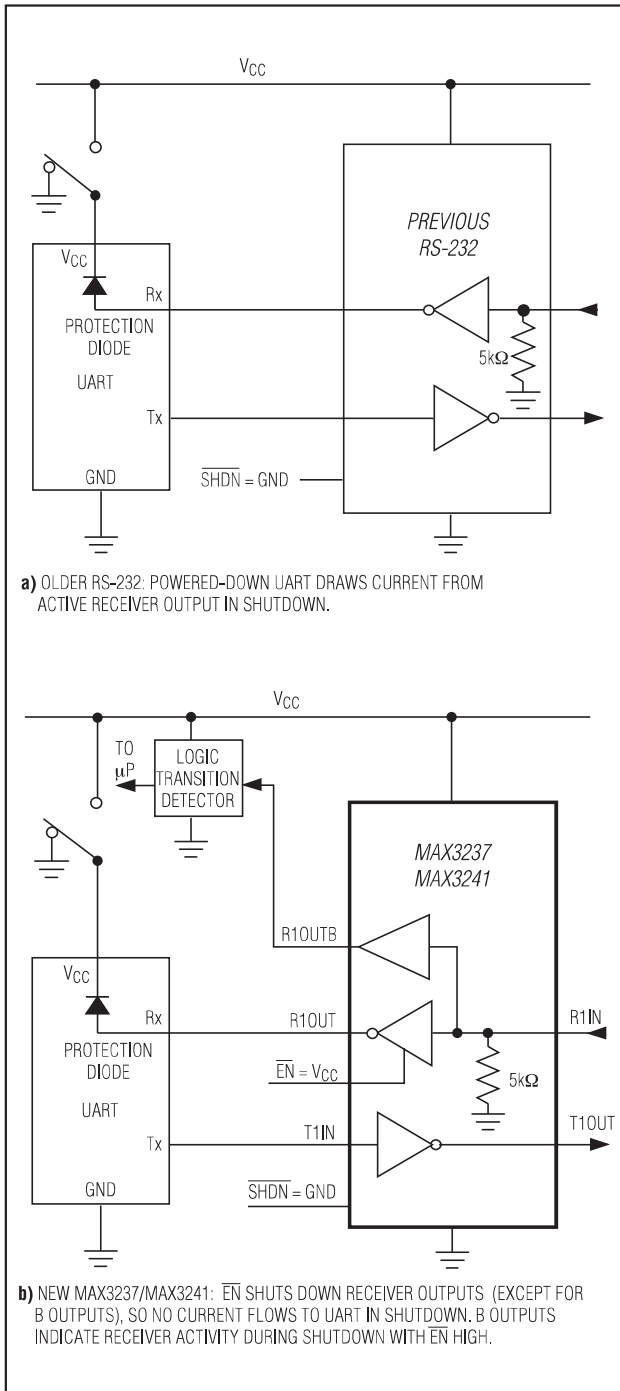 VCC
PREVIOUS
RS-232
VCC
Rx
PROTECTION
DIODE
5kΩ
UART
Tx
GND
SHDN = GND
a) OLDER RS-232: POWERED-DOWN UART DRAWS CURRENT FROM
ACTIVE RECEIVER OUTPUT IN SHUTDOWN.
VCC
TO
μP
LOGIC
TRANSITION
DETECTOR
MAX3237
MAX3241
R1OUTB
VCC
Rx
R1OUT
R1IN
PROTECTION
DIODE
EN = VCC
5kΩ
UART
Tx
T1IN
T1OUT
GND
SHDN = GND
b) NEW MAX3237/MAX3241: EN SHUTS DOWN RECEIVER OUTPUTS (EXCEPT FOR
B OUTPUTS), SO NO CURRENT FLOWS TO UART IN SHUTDOWN. B OUTPUTS
INDICATE RECEIVER ACTIVITY DURING SHUTDOWN WITH EN HIGH.